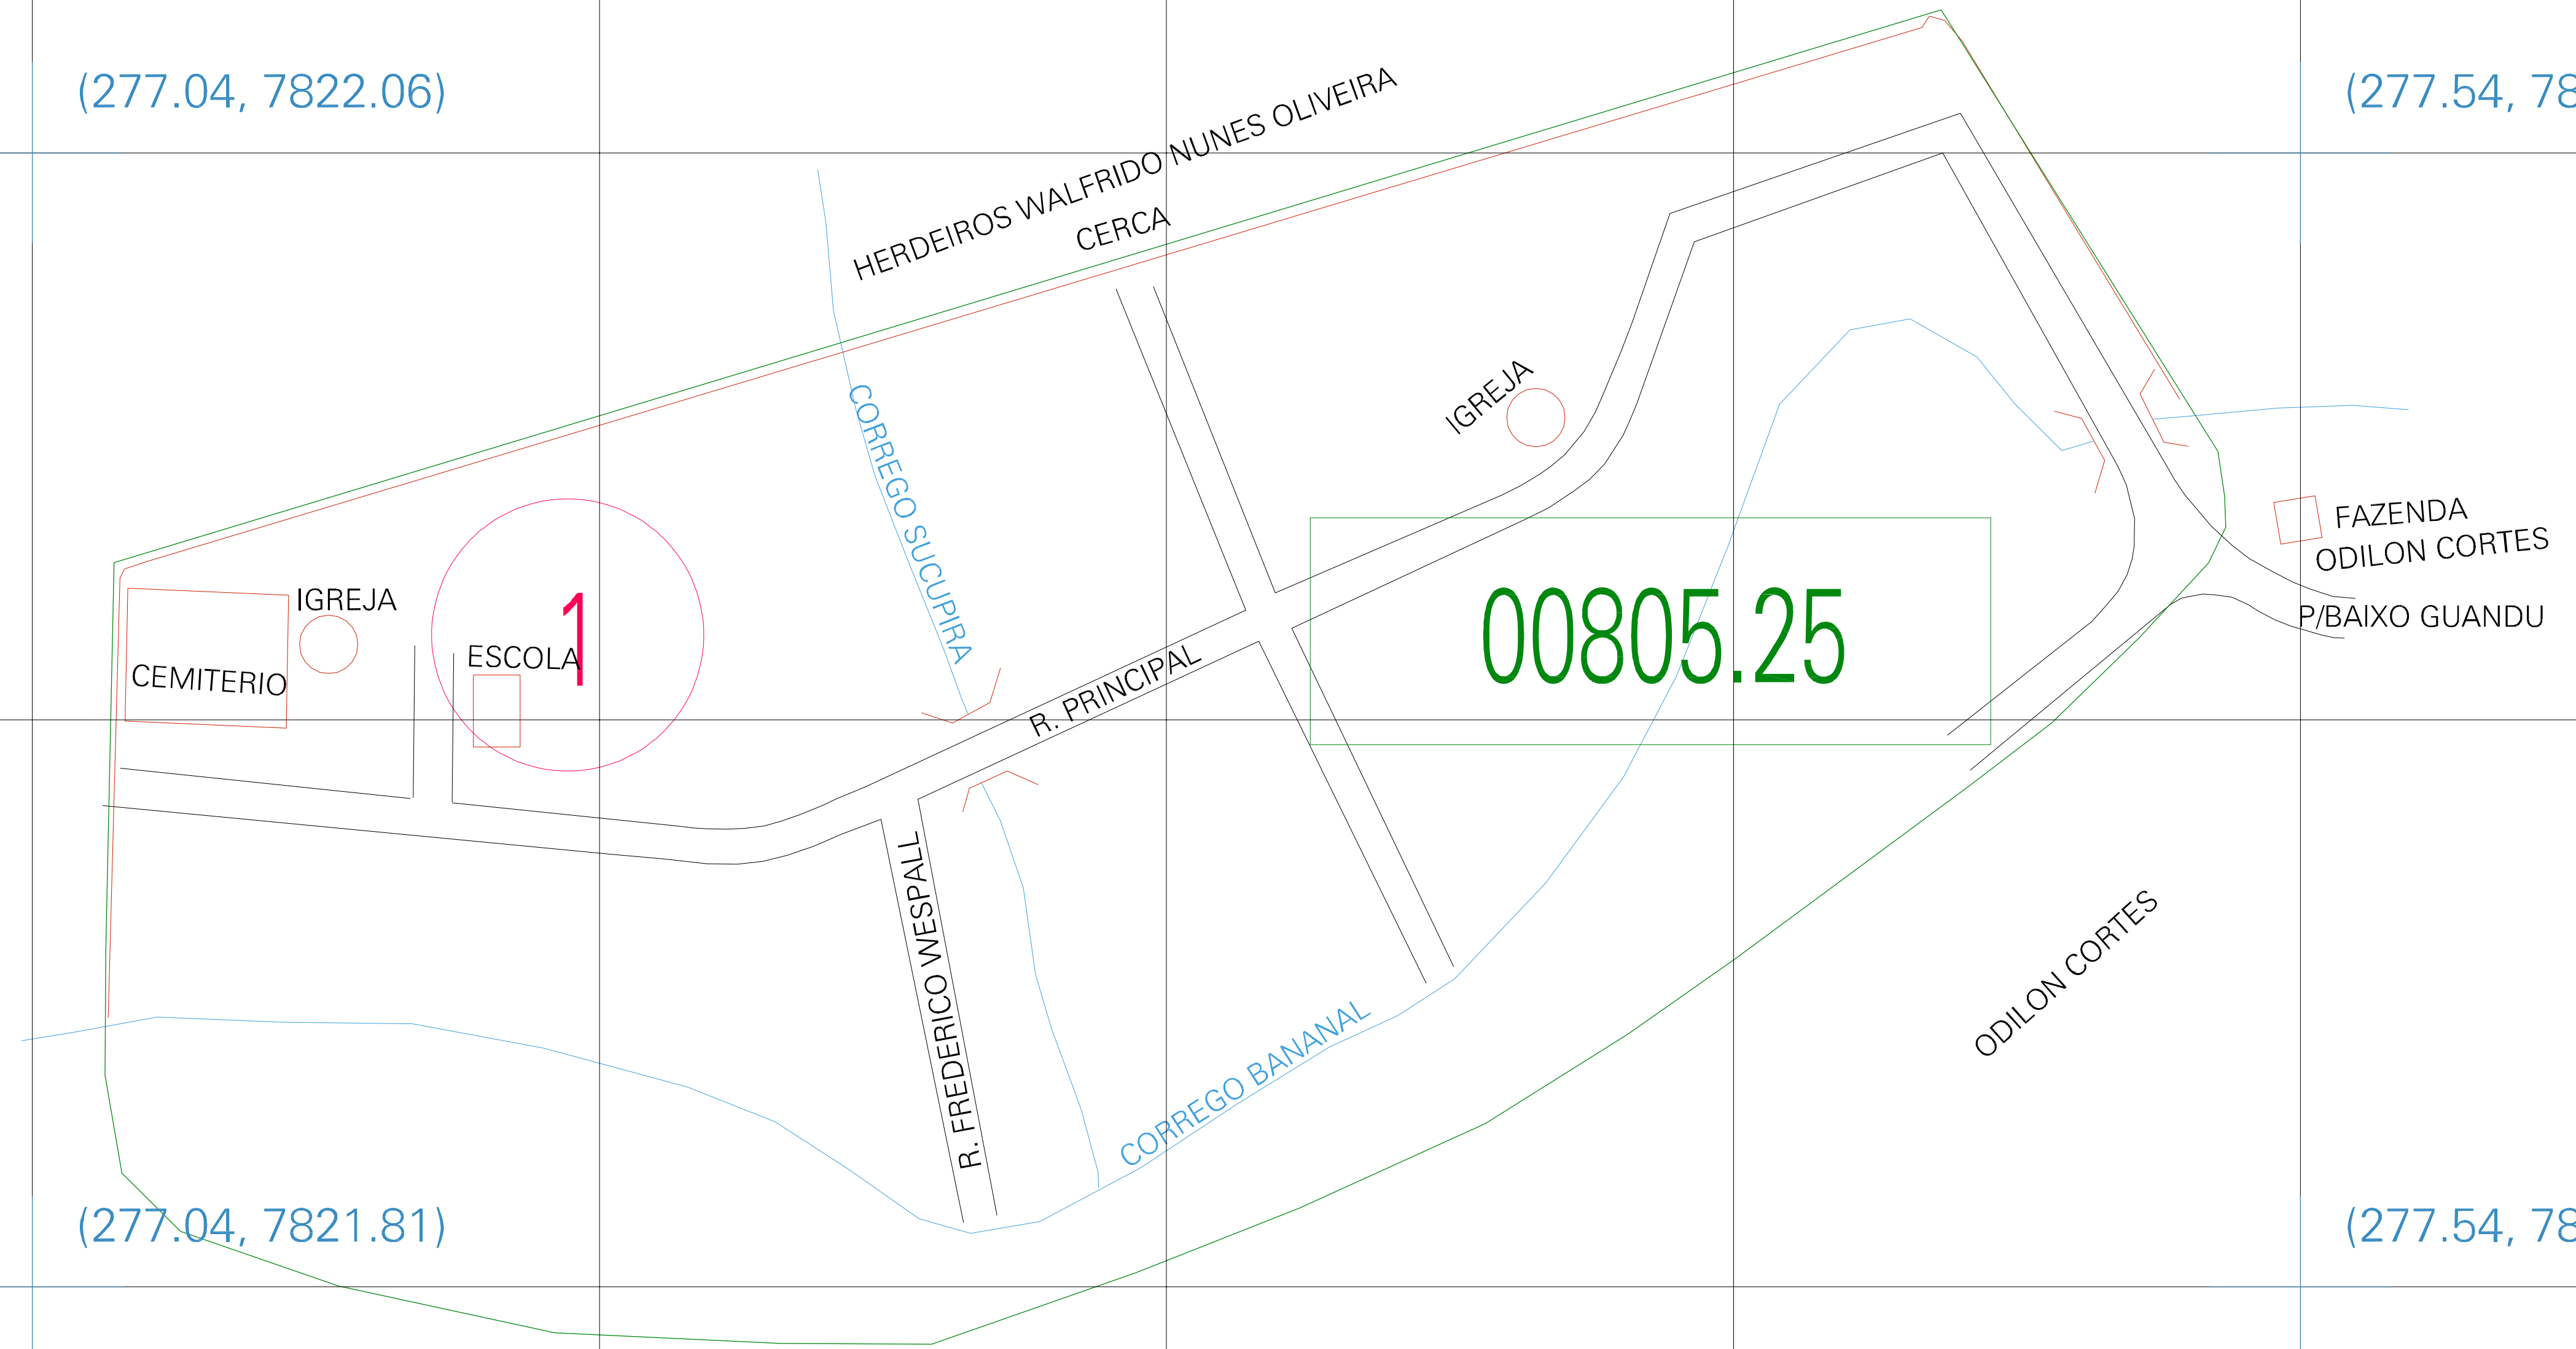 (277.04, 7822.06)
(277.54, 78
HERDEIROS WALFRIDO NUNES OLIVEIRA
CERCA
IGREJA
CORREGO SUCUPIRA
FAZENDA
ODILON CORTES
P/BAIXO GUANDU
IGREJA
ESCOLA
1
CEMITERIO
00805.25
R. PRINCIPAL
R. FREDERICO WESPALL
ODILON CORTES
CORREGO BANANAL
(277.04, 7821.81)
(277.54, 78